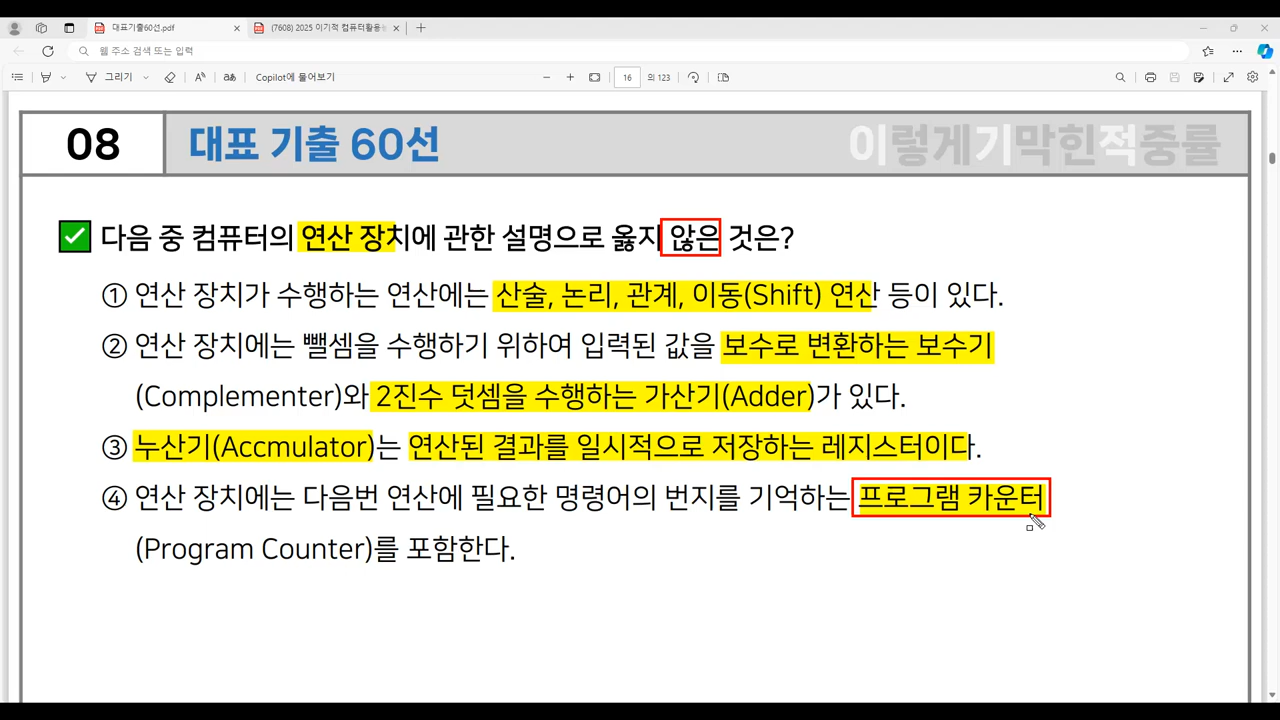 대표기출60선.pdf
(7608) 2025 이기적 컴퓨터활용능
웹 주소 검색 또는 입력
그리기
Copilot에 물어보기
16
의 123
08
대표 기출 60선
이렇게기막힌적중률
다음 중 컴퓨터의 연산 장치에 관한 설명으로 옳지 않은 것은?
① 연산 장치가 수행하는 연산에는 산술, 논리, 관계, 이동(Shift) 연산 등이 있다.
② 연산 장치에는 뺄셈을 수행하기 위하여 입력된 값을 보수로 변환하는 보수기
(Complementer)와 2진수 덧셈을 수행하는 가산기(Adder)가 있다.
③ 누산기(Accmulator)는 연산된 결과를 일시적으로 저장하는 레지스터이다.
④ 연산 장치에는 다음번 연산에 필요한 명령어의 번지를 기억하는 프로그램 카운터
(Program Counter)를 포함한다.